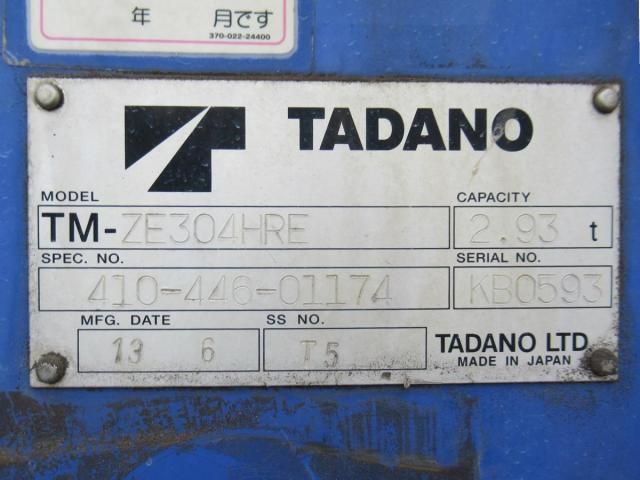 年 月です
370-022-24400
TADANO
MODEL CAPACITY
TM-ZE304HRE 2.93 t
SPEC. NO. SERIAL NO.
410-446-01174 KB0593
MFG. DATE SS NO.
13 6 T5 TADANO LTD.
MADE IN JAPAN